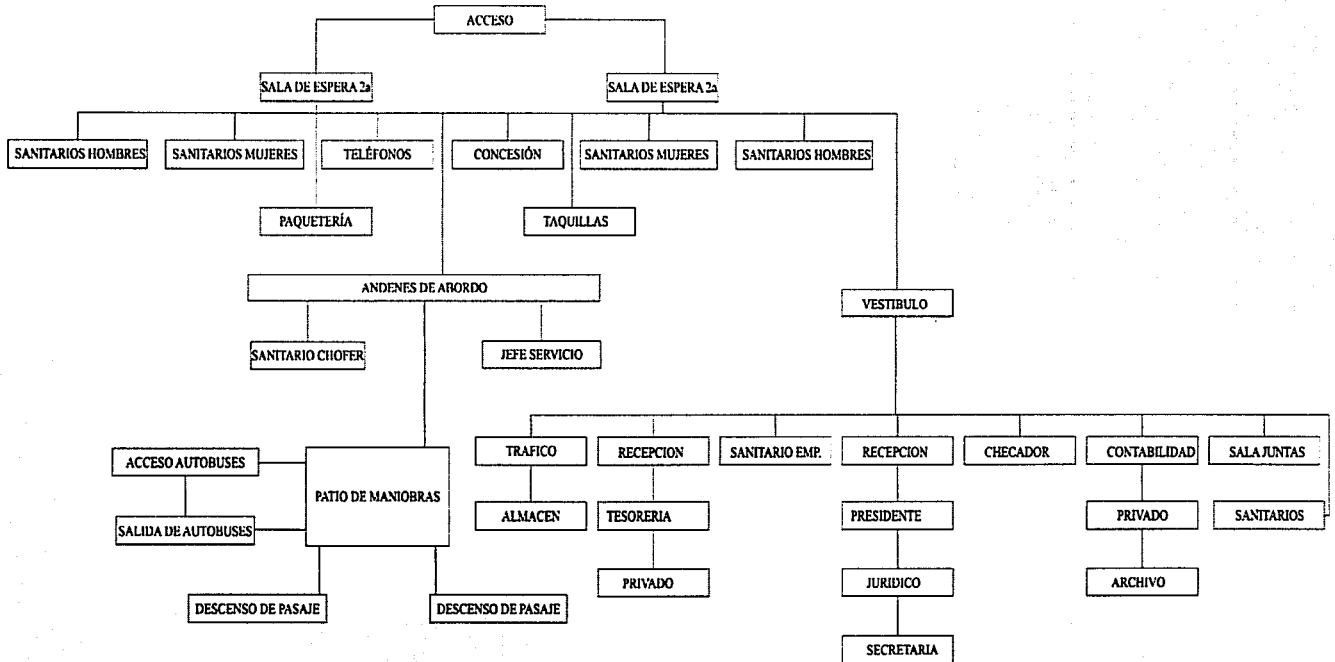 ACCESO
SALA DE ESPERA 2a
SALA DE ESPERA 2a
SANITARIOS HOMBRES
SANITARIOS MUJERES
TELÉFONOS
CONCESIÓN
SANITARIOS MUJERES
SANITARIOS HOMBRES
PAQUETERÍA
TAQUILLAS
ANDENES DE ABORDO
VESTIBULO
SANITARIO CHOFER
JEFE SERVICIO
TRAFICO
RECEPCION
SANITARIO EMP.
RECEPCION
CHECADOR
CONTABILIDAD
SALA JUNTAS
ACCESO AUTOBUSES
PATIO DE MANIOBRAS
SALIDA DE AUTOBUSES
ALMACEN
TESORERIA
PRESIDENTE
PRIVADO
SANITARIOS
PRIVADO
JURIDICO
ARCHIVO
DESCENSO DE PASAJE
DESCENSO DE PASAJE
SECRETARIA